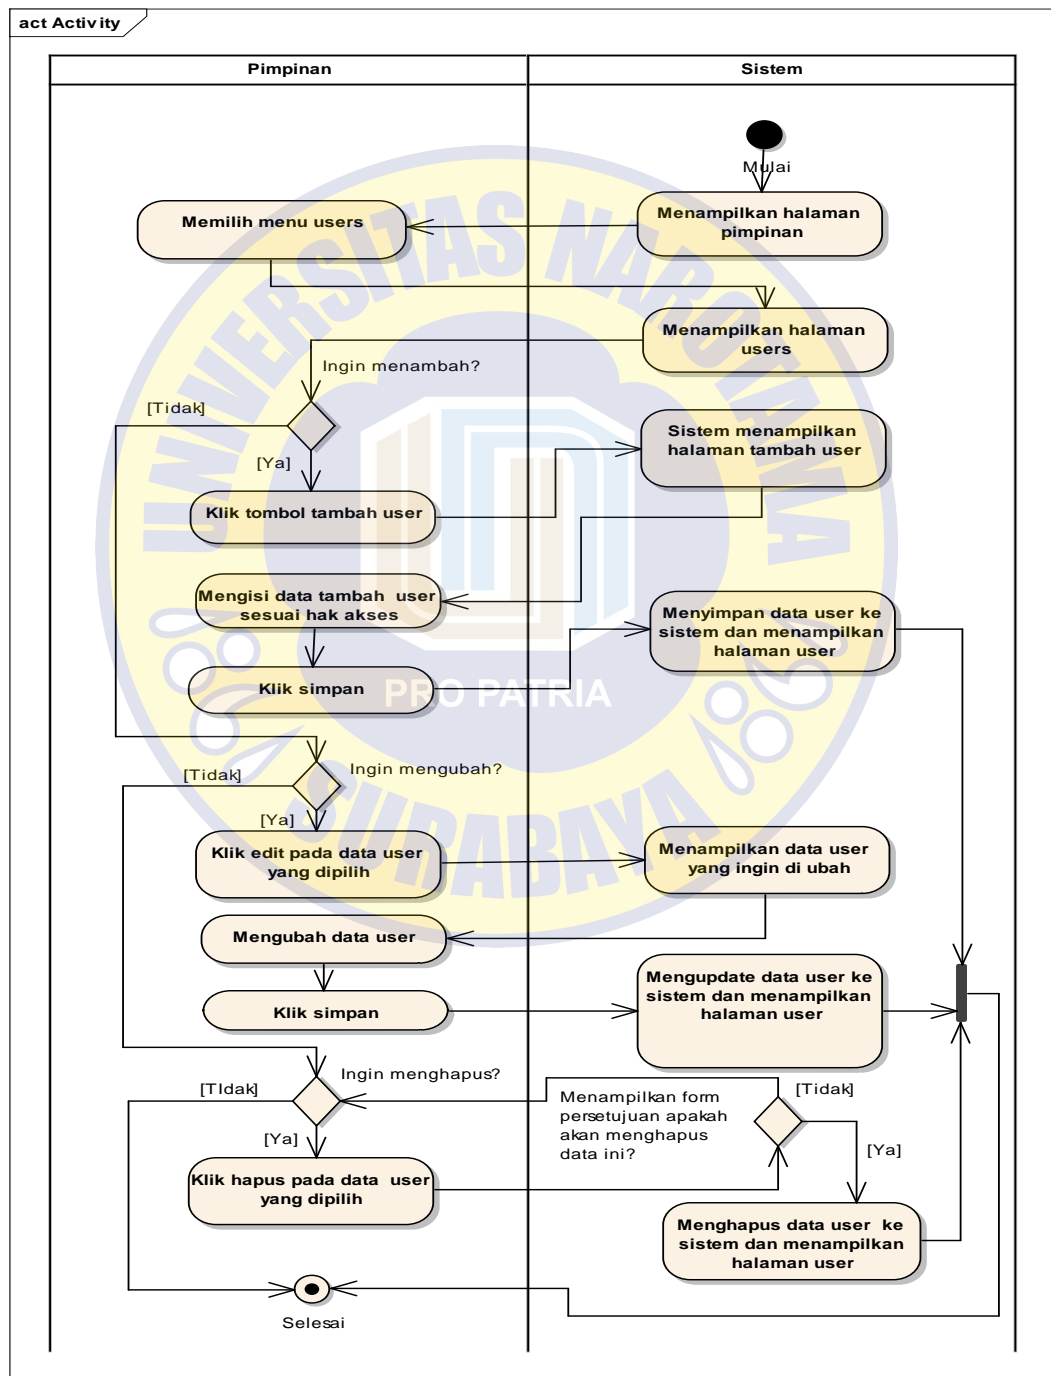 act Activity
Pimpinan
Sistem
Mulai
Menampilkan halaman
pimpinan
Memilih menu users
Menampilkan halaman
users
Ingin menambah?
[Tidak]
[Ya]
Sistem menampilkan
halaman tambah user
Klik tombol tambah user
Mengisi data tambah user
sesuai hak akses
Menyimpan data user ke
sistem dan menampilkan
halaman user
Klik simpan
Ingin mengubah?
[Tidak]
[Ya]
Klik edit pada data user
yang dipilih
Menampilkan data user
yang ingin di ubah
Mengubah data user
Klik simpan
Mengupdate data user ke
sistem dan menampilkan
halaman user
Ingin menghapus?
[TIdak]
[Ya]
Menampilkan form
persetujuan apakah
akan menghapus
data ini?
[Tidak]
[Ya]
Klik hapus pada data user
yang dipilih
Menghapus data user ke
sistem dan menampilkan
halaman user
Selesai
UNIVERSITAS NAROTAMA
PRO PATRIA
SURABAYA